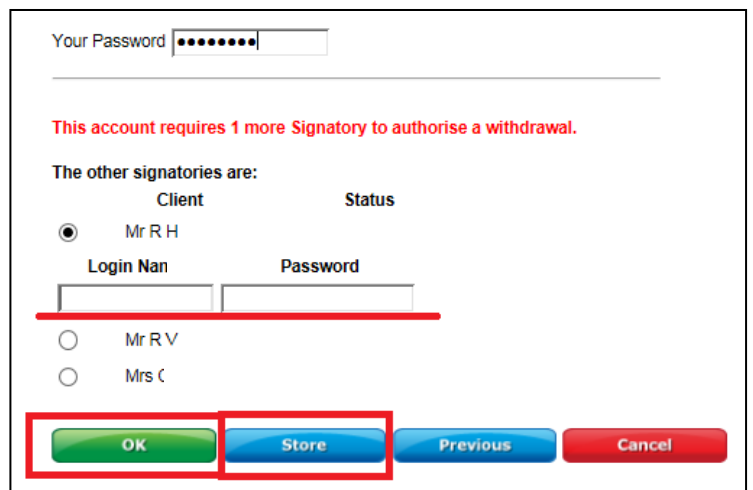 Your Password ●●●●●●●●
This account requires 1 more Signatory to authorise a withdrawal.
The other signatories are:
Client Status
Mr R H
Login Nam Password
Mr R V
Mrs
OK Store Previous Cancel